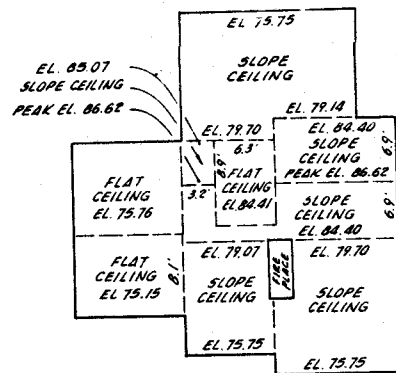 EL. 75.75
SLOPE
CEILING
EL. 79.14
EL. 85.07
SLOPE CEILING
PEAK EL. 86.62
EL. 79.70
6.3'
8.9'
3.2'
FLAT
CEILING
EL. 84.41
EL. 84.40
SLOPE
CEILING
PEAK EL. 86.62
6.9'
SLOPE
CEILING
EL. 84.40
6.9'
FLAT
CEILING
EL. 75.76
FLAT
CEILING
EL 75.15
8.1'
EL. 79.07
SLOPE
CEILING
EL. 75.75
FIRE
PLACE
EL. 79.70
SLOPE
CEILING
EL. 75.75